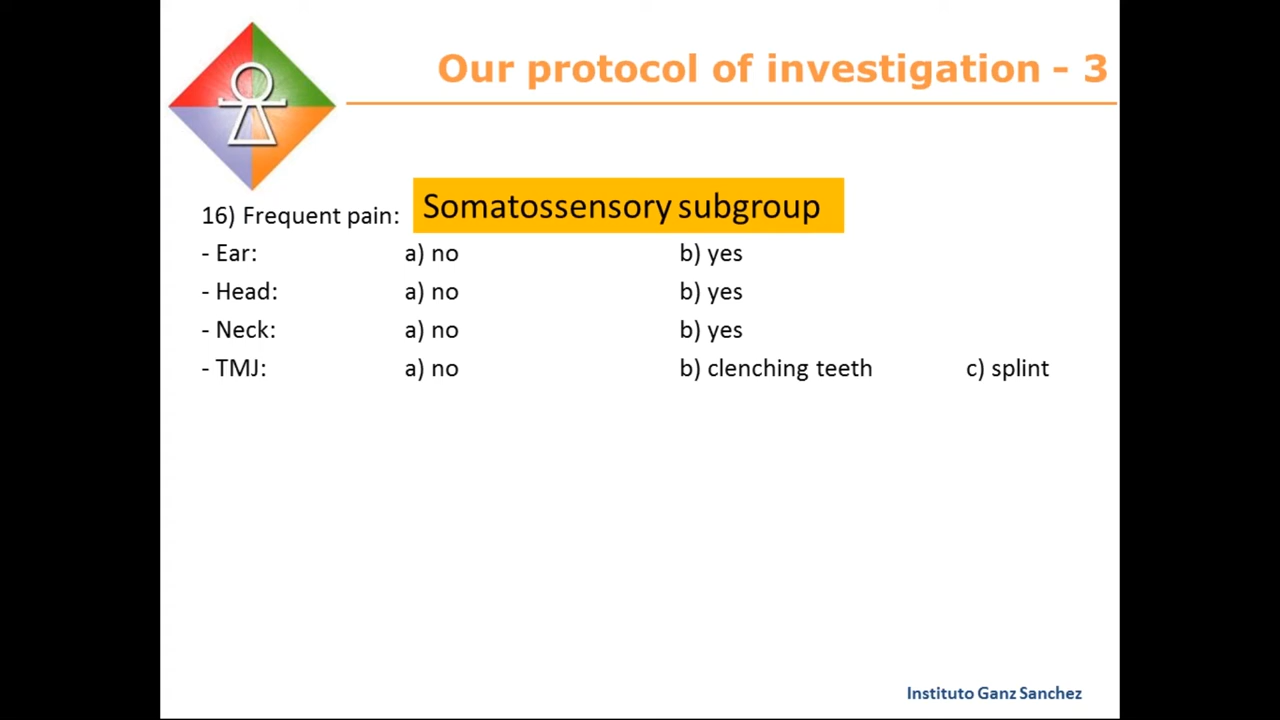 Our protocol of investigation - 3
16) Frequent pain: Somatossensory subgroup
- Ear: a) no b) yes
- Head: a) no b) yes
- Neck: a) no b) yes
- TMJ: a) no b) clenching teeth c) splint
Instituto Ganz Sanchez